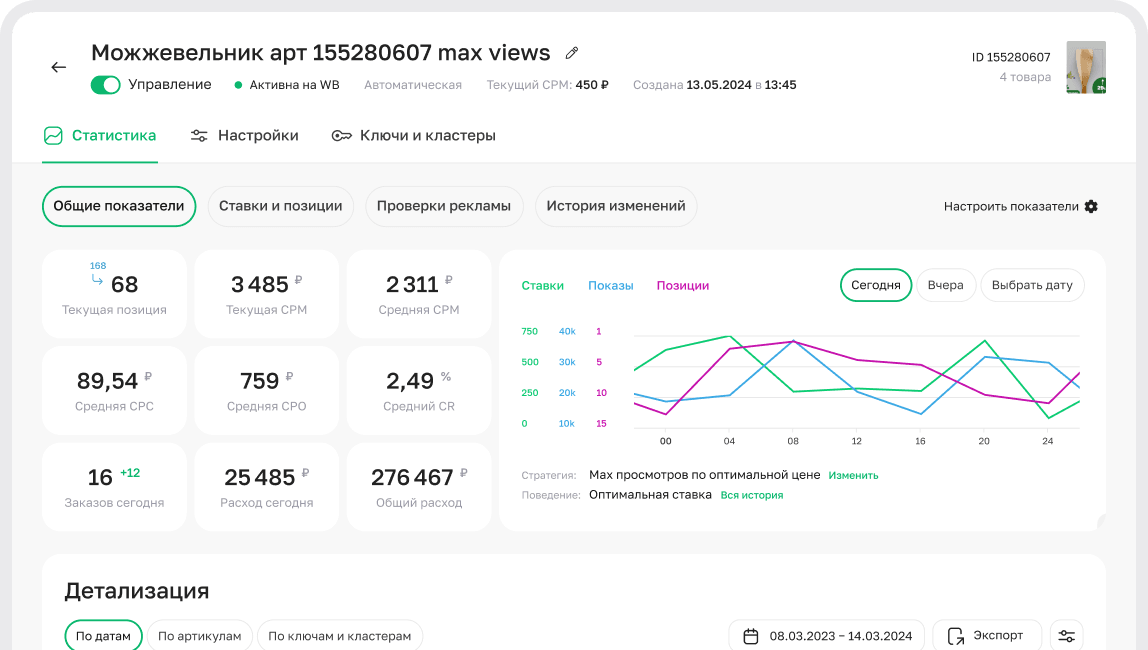 Можжевельник арт 155280607 max views
ID 155280607
4 товара
Управление
Активна на WB
Автоматическая
Текущий CPM: 450 ₽
Создана 13.05.2024 в 13:45
Статистика
Настройки
Ключи и кластеры
Общие показатели
Ставки и позиции
Проверки рекламы
История изменений
Настроить показатели
168
68
Текущая позиция
3 485 ₽
Текущая CPM
2 311 ₽
Средняя CPM
89,54 ₽
Средняя CPC
759 ₽
Средняя CPO
2,49 %
Средний CR
16 +12
Заказов сегодня
25 485 ₽
Расход сегодня
276 467 ₽
Общий расход
Ставки Показы Позиции
Сегодня
Вчера
Выбрать дату
750 40k 1
500 30k 5
250 20k 10
0 10k 15
00 04 08 12 16 20 24
Стратегия: Мах просмотров по оптимальной цене Изменить
Поведение: Оптимальная ставка Вся история
Детализация
По датам
По артикулам
По ключам и кластерам
08.03.2023 – 14.03.2024
Экспорт